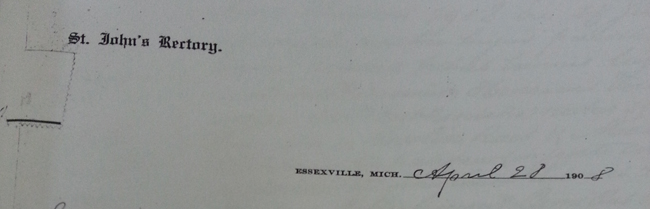 St. John's Rectory.
ESSEXVILLE, MICH. April 28 1908